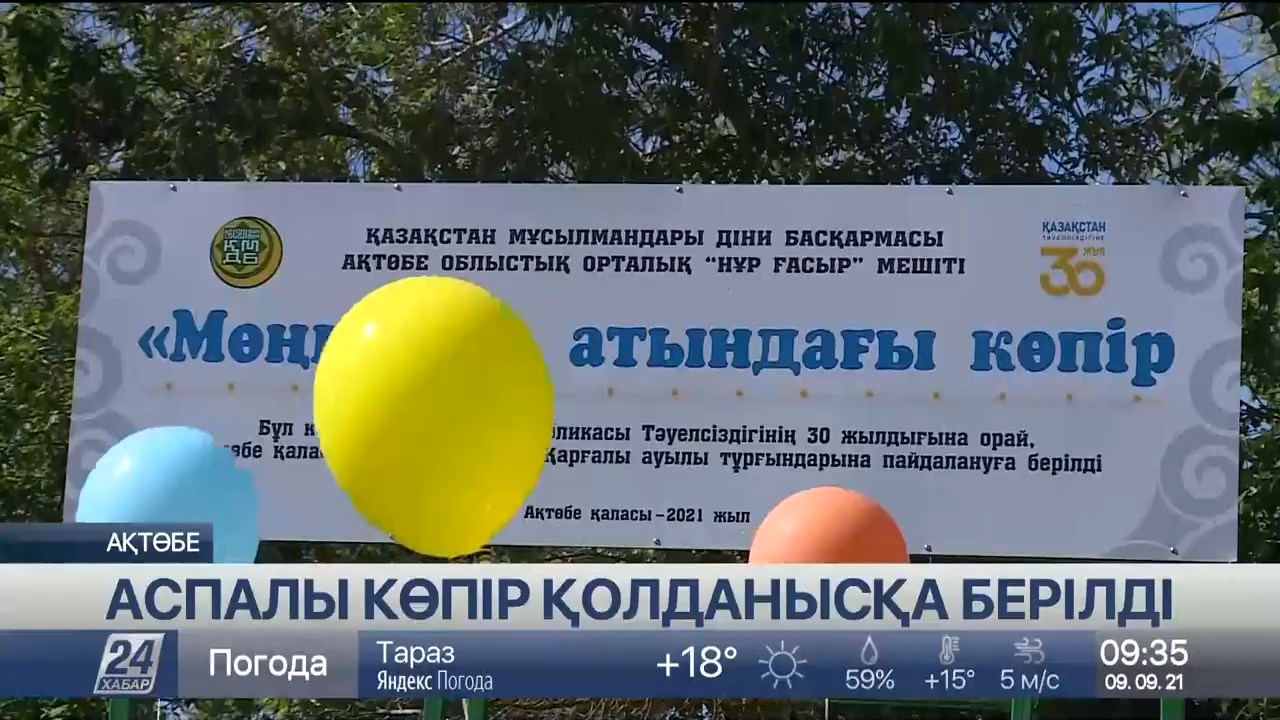 ҚАЗАҚСТАН МҰСЫЛМАНДАРЫ ДІНИ БАСҚАРМАСЫ
АҚТӨБЕ ОБЛЫСТЫҚ ОРТАЛЫҚ “НҰР ҒАСЫР” МЕШІТІ
ҚМДБ
ҚАЗАҚСТАН
ТӘУЕЛСІЗДІГІНЕ
30 ЖЫЛ
атындағы көпір
Бұл Тәуелсіздігінің 30 жылдығына орай,
Қарғалы ауылы тұрғындарына пайдалануға берілді
Ақтөбе қаласы – 2021 жыл
АҚТӨБЕ
АСПАЛЫ КӨПІР ҚОЛДАНЫСҚА БЕРІЛДІ
24
ХАБАР
Погода
Тараз
Яндекс Погода
+18°
59%
+15°
5 м/с
09:35
09.09.21